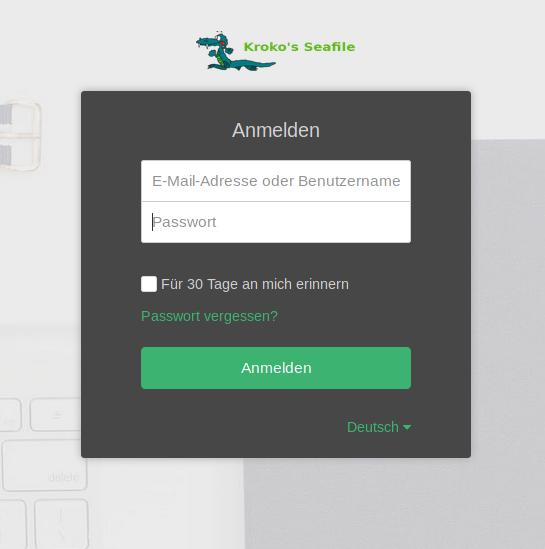 Kroko's Seafile
Anmelden
E-Mail-Adresse oder Benutzername
Passwort
Für 30 Tage an mich erinnern
Passwort vergessen?
Anmelden
Deutsch
delete